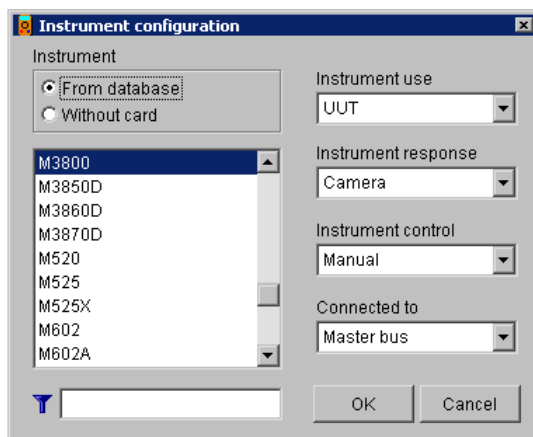 Instrument configuration
Instrument
From database
Without card
M3800
M3850D
M3860D
M3870D
M520
M525
M525X
M602
M602A
Instrument use
UUT
Instrument response
Camera
Instrument control
Manual
Connected to
Master bus
OK
Cancel